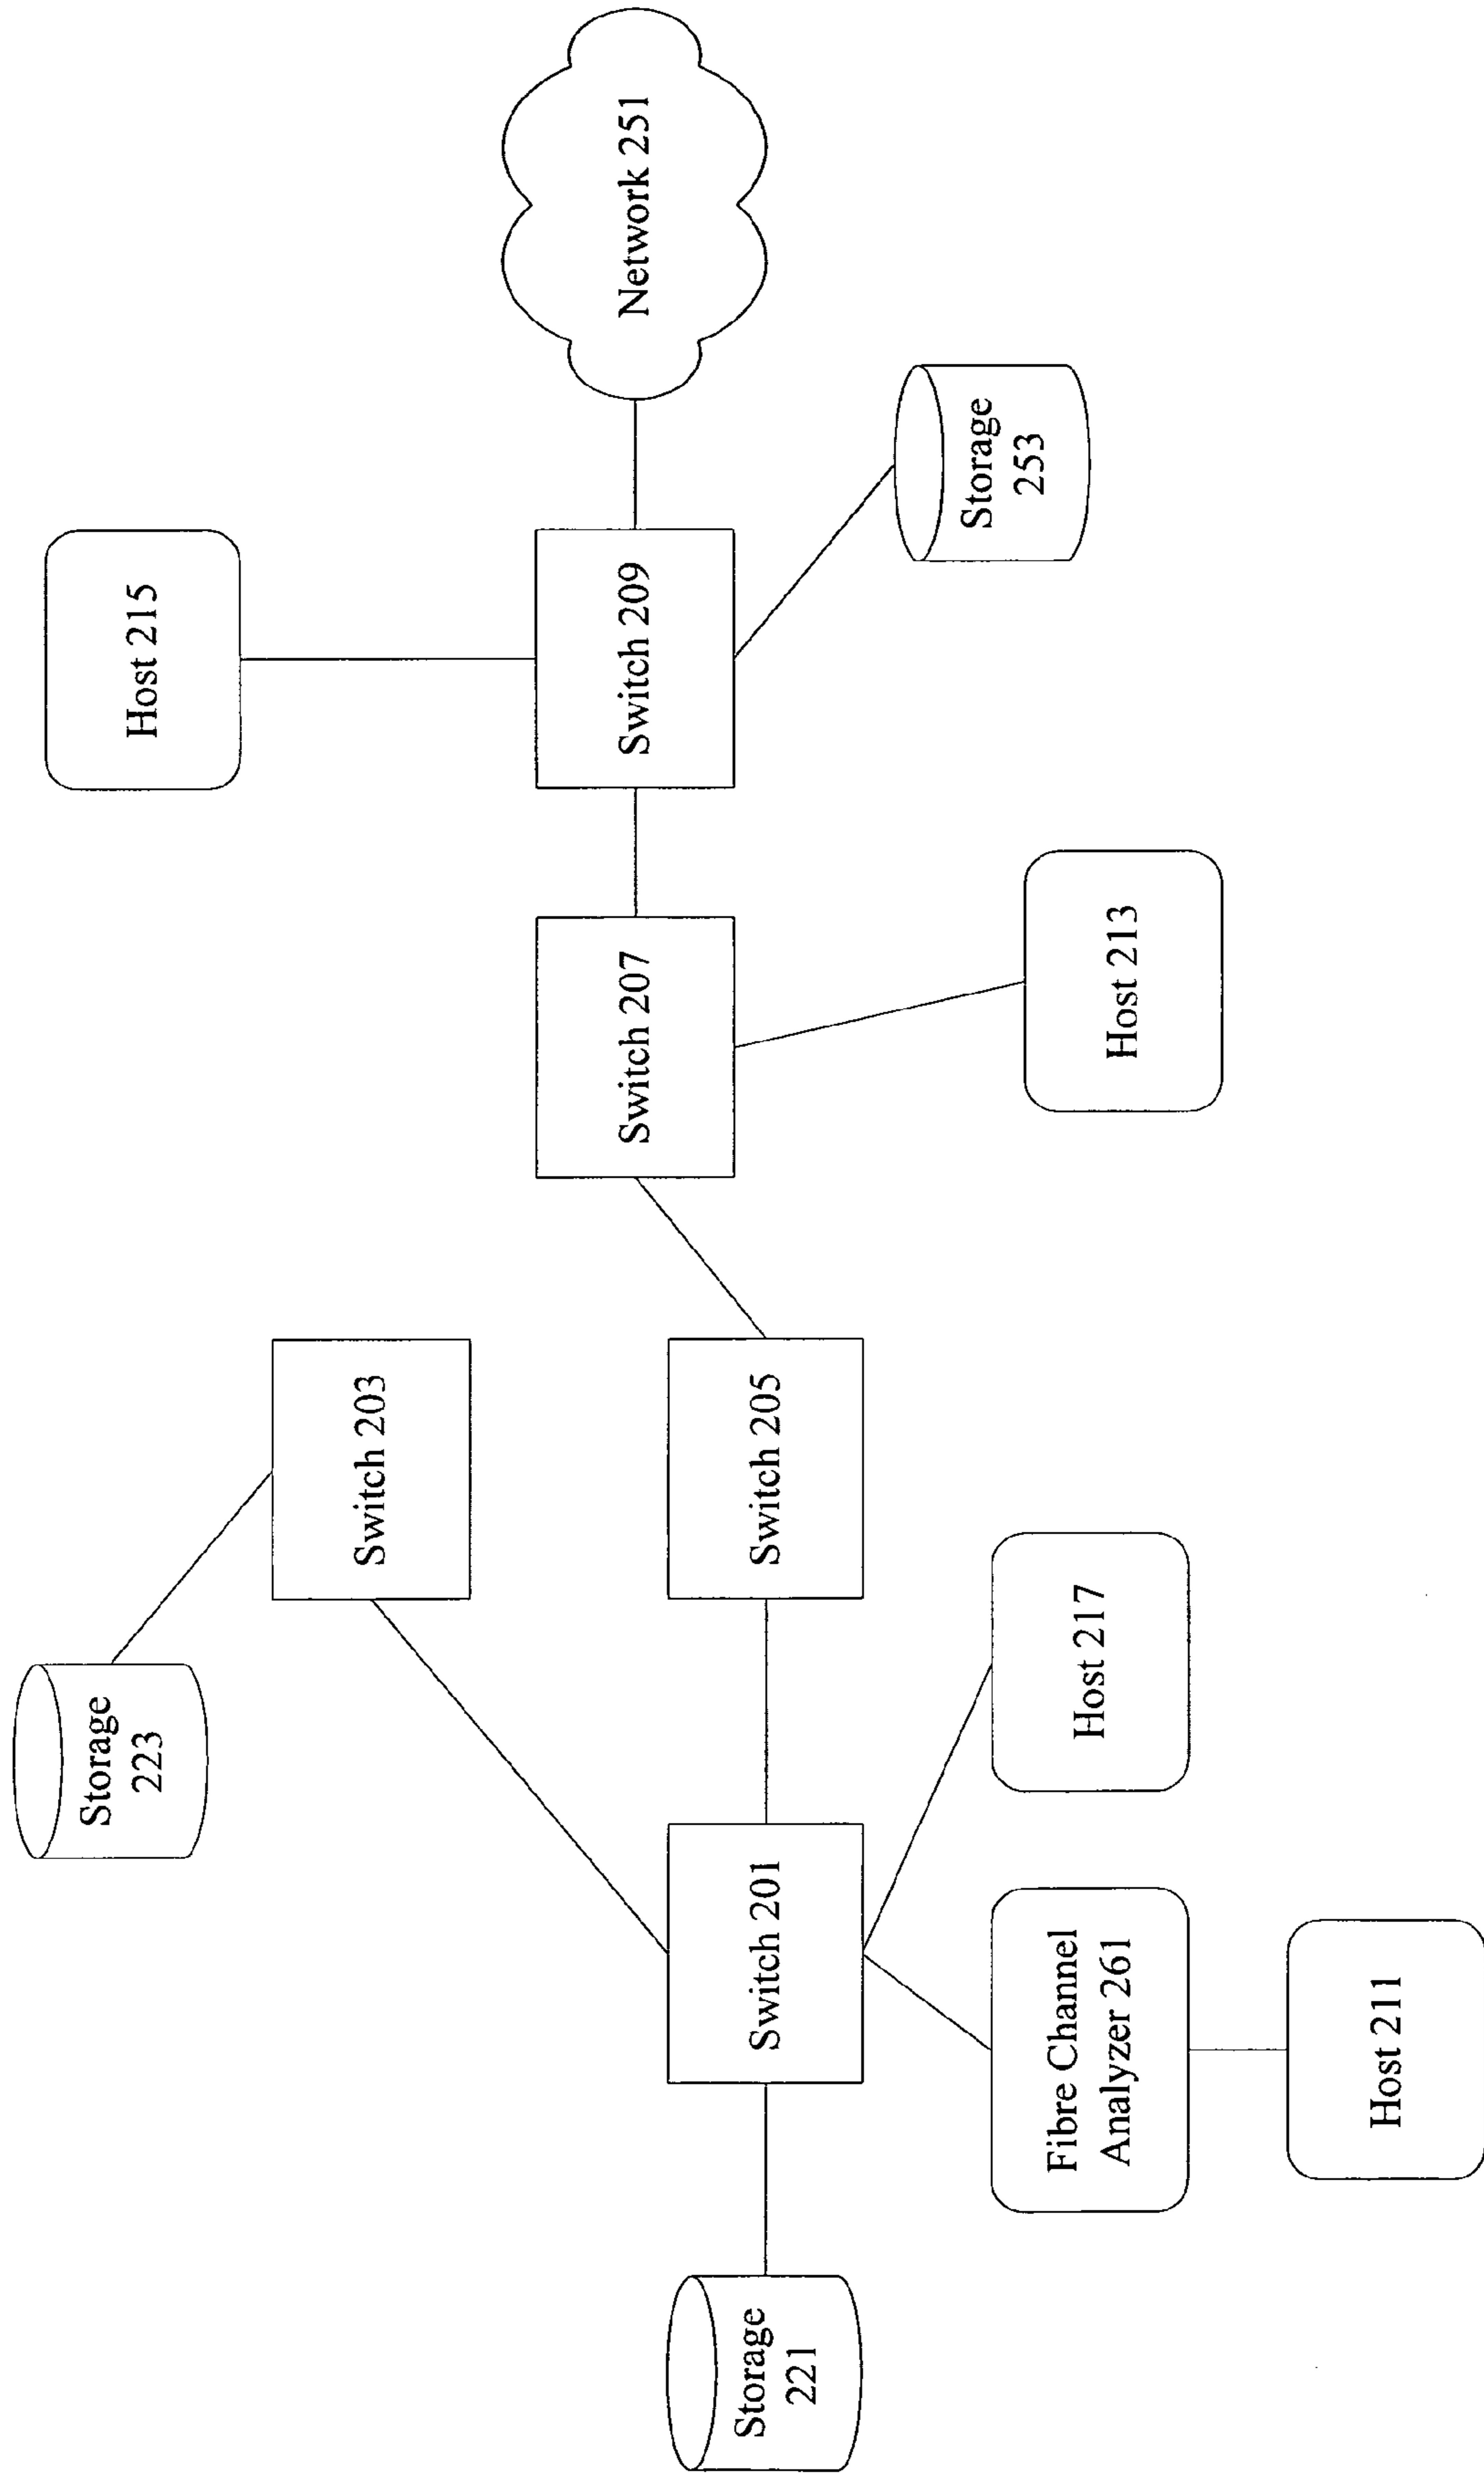 Storage
223
Host 215
Switch 203
Switch 207
Switch 209
Network 251
Storage
221
Switch 201
Switch 205
Storage
253
Fibre Channel
Analyzer 261
Host 217
Host 213
Host 211